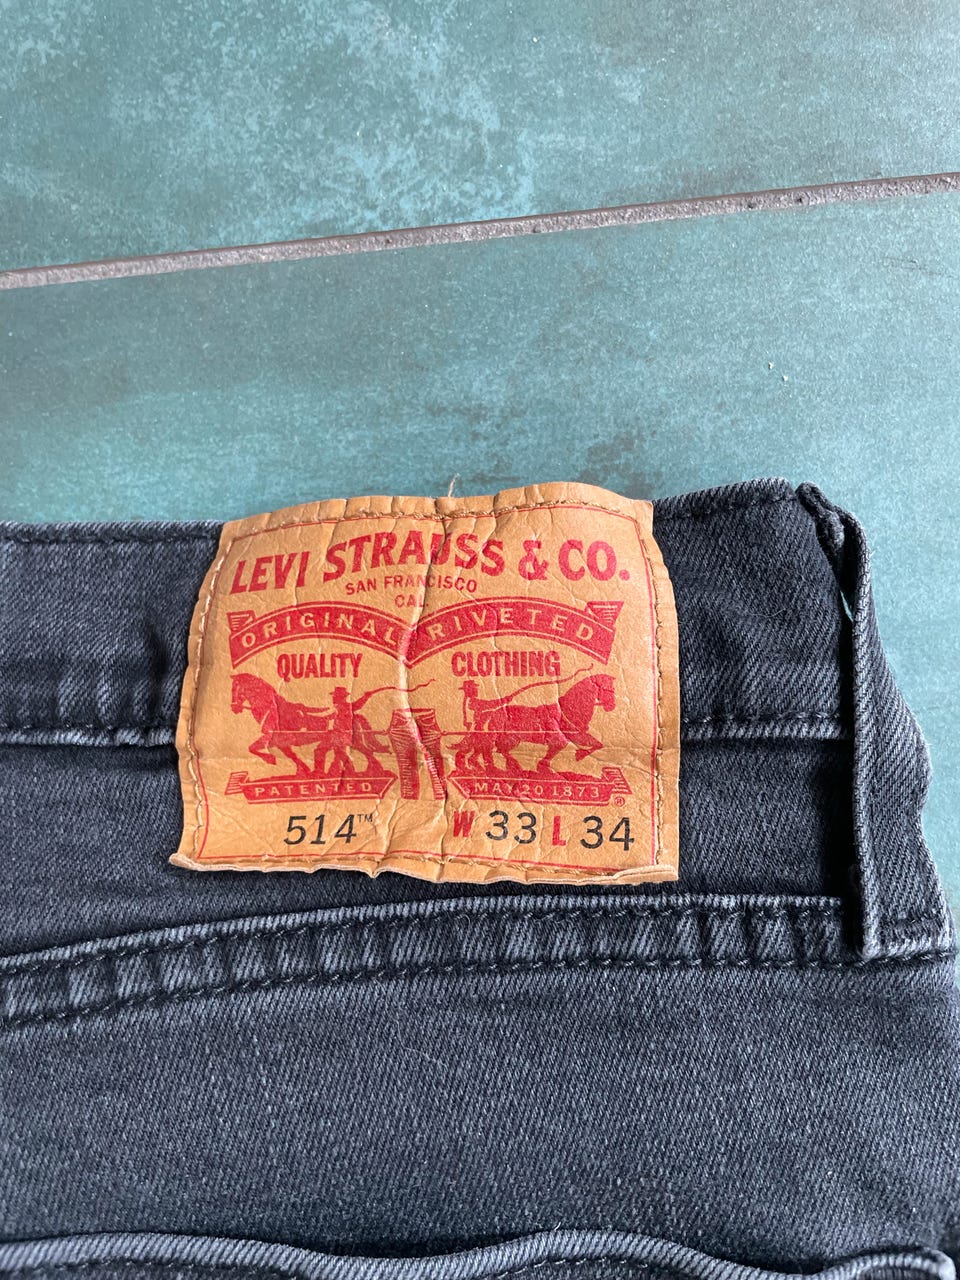 LEVI STRAUSS & CO.
SAN FRANCISCO
CAL
ORIGINAL RIVETED
QUALITY CLOTHING
PATENTED MAY 20 1873 ®
514™ W 33 L 34